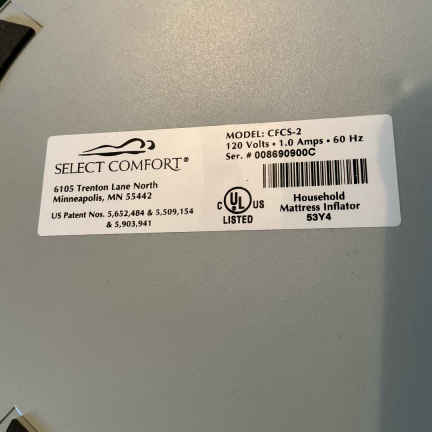 SELECT COMFORT®
6105 Trenton Lane North
Minneapolis, MN 55442
US Patent Nos. 5,652,484 & 5,509,154
& 5,903,941
MODEL: CFCS-2
120 Volts • 1.0 Amps • 60 Hz
Ser. # 008690900C
C UL US
LISTED
Household
Mattress Inflator
53Y4